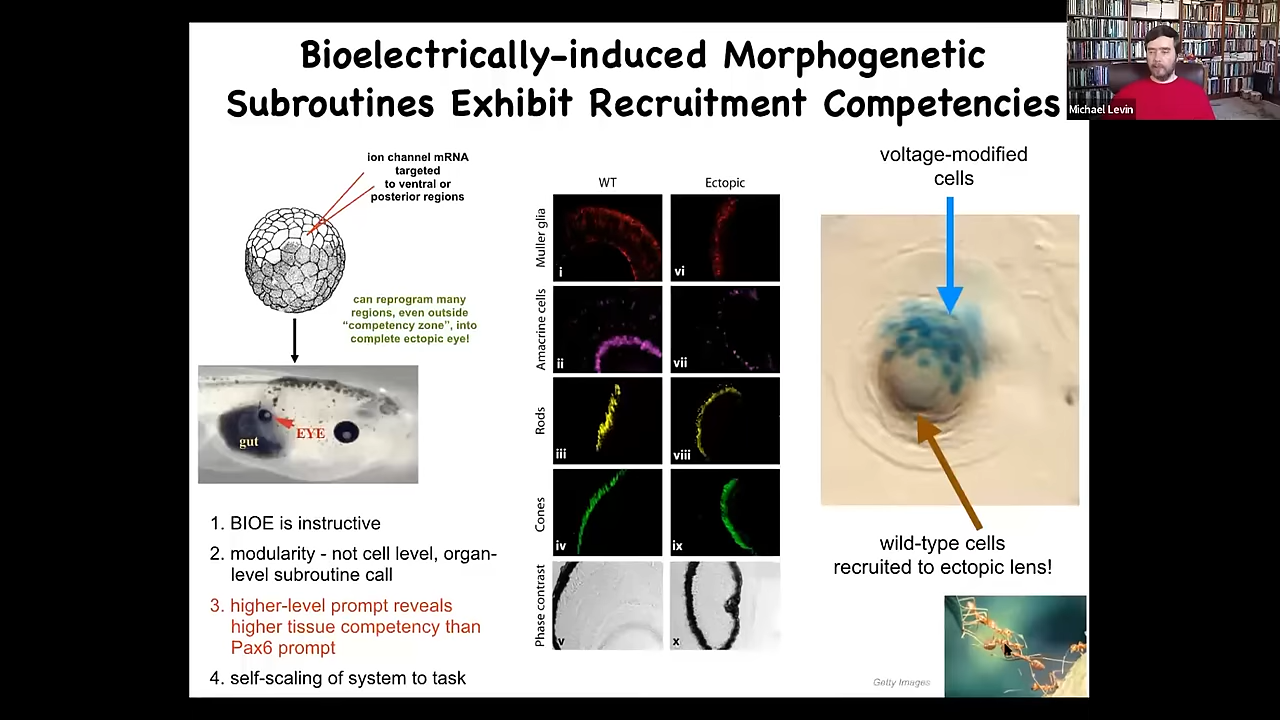 Bioelectrically-induced Morphogenetic
Subroutines Exhibit Recruitment Competencies
Michael Levin
ion channel mRNA
targeted
to ventral or
posterior regions
can reprogram many
regions, even outside
“competency zone”, into
complete ectopic eye!
gut
EYE
1. BIOE is instructive
2. modularity - not cell level, organ-
level subroutine call
3. higher-level prompt reveals
higher tissue competency than
Pax6 prompt
4. self-scaling of system to task
WT
Ectopic
Muller glia
i
vi
Amacrine cells
ii
vii
Rods
iii
viii
Cones
iv
ix
Phase contrast
v
x
voltage-modified
cells
wild-type cells
recruited to ectopic lens!
Getty Images